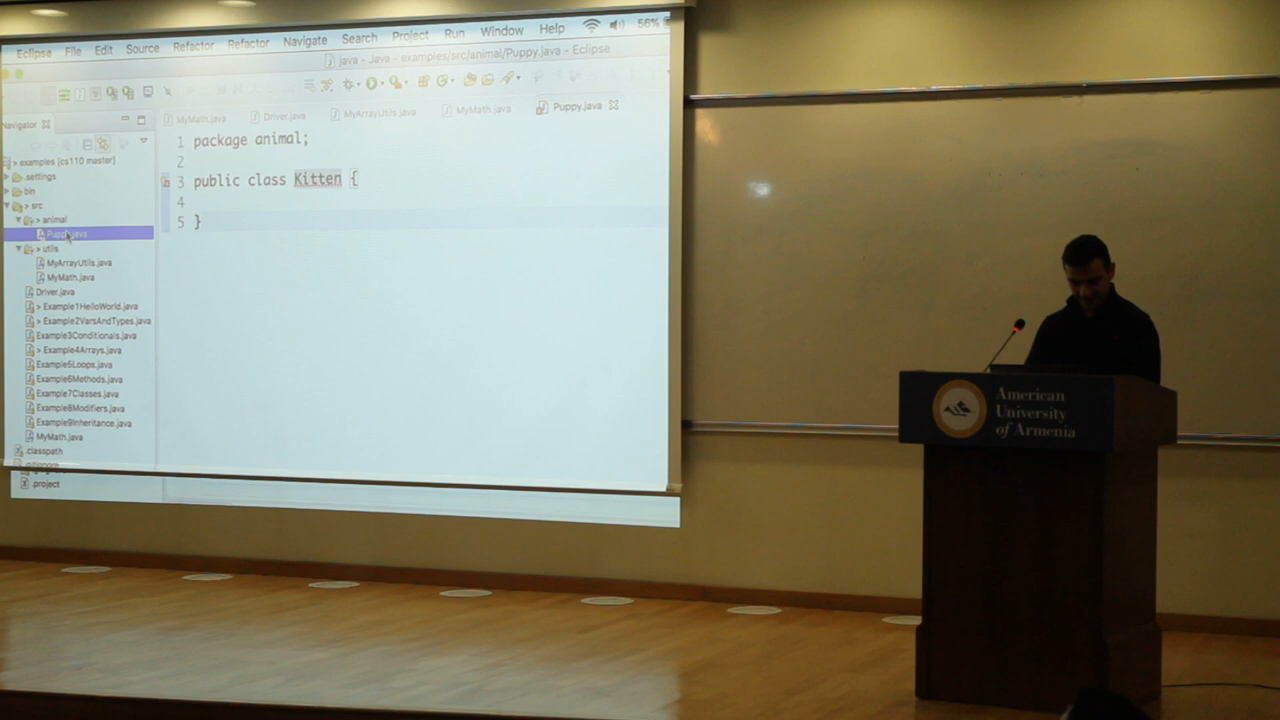 Eclipse File Edit Source Refactor Refactor Navigate Search Project Run Window Help 56%
java - Java - examples/src/animal/Puppy.java - Eclipse
MyMath.java Driver.java MyArrayUtils.java MyMath.java Puppy.java
Navigator
> examples [cs110 master]
.settings
bin
> src
> animal
Puppy.java
> utils
MyArrayUtils.java
MyMath.java
Driver.java
> Example1HelloWorld.java
> Example2VarsAndTypes.java
Example3Conditionals.java
> Example4Arrays.java
Example5Loops.java
Example6Methods.java
Example7Classes.java
Example8Modifiers.java
Example9Inheritance.java
MyMath.java
.classpath
.gitignore
.project
1 package animal;
2
3 public class Kitten {
4
5 }
American
University
of Armenia